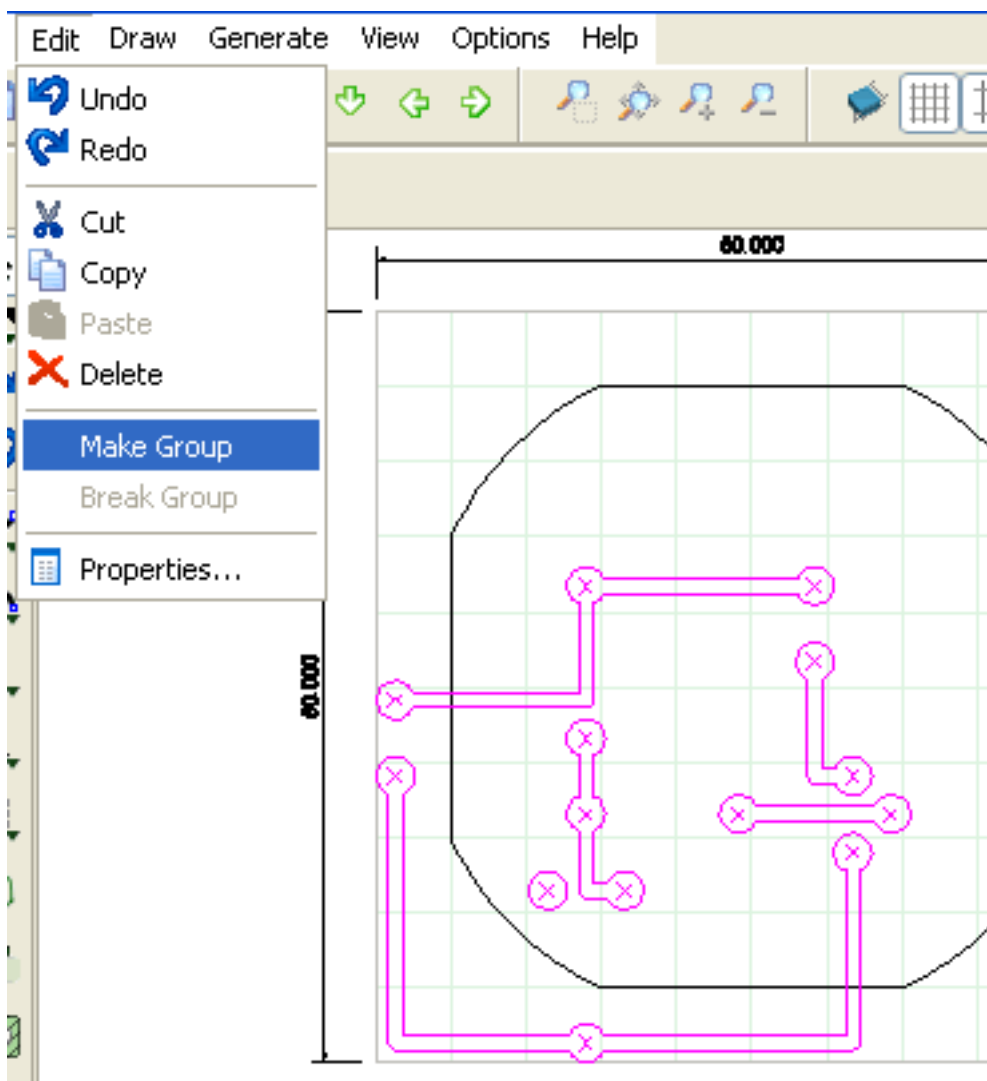 Edit Draw Generate View Options Help
Undo
Redo
Cut
Copy
Paste
Delete
Make Group
Break Group
Properties...
60.000
60.000